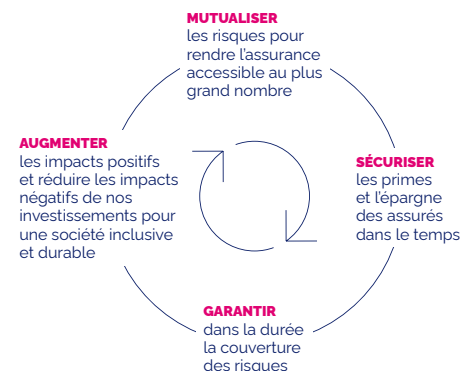 MUTUALISER
les risques pour
rendre l’assurance
accessible au plus
grand nombre
SÉCURISER
les primes
et l’épargne
des assurés
dans le temps
GARANTIR
dans la durée
la couverture
des risques
AUGMENTER
les impacts positifs
et réduire les impacts
négatifs de nos
investissements pour
une société inclusive
et durable